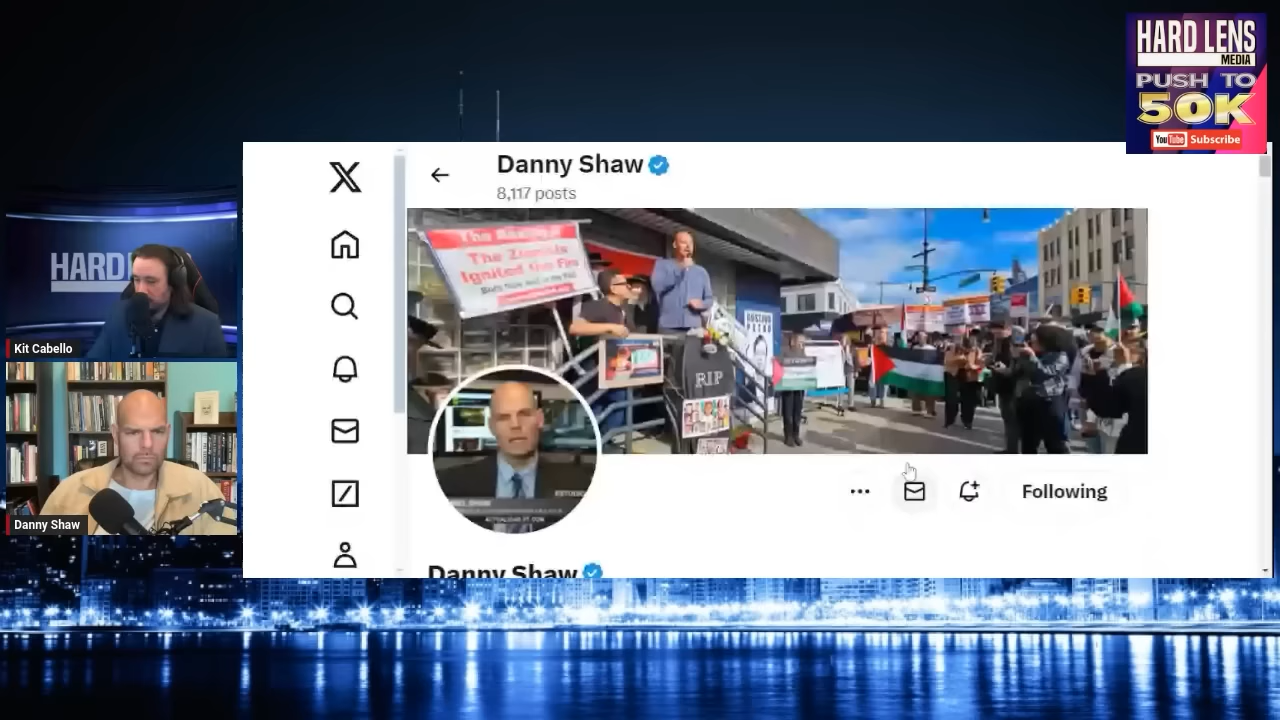 HARD LENS
MEDIA
PUSH TO
50K
YouTube Subscribe
Danny Shaw
8,117 posts
The Zionists
Ignited the Fire
RIP
Following
Danny Shaw
HARD
Kit Cabello
Danny Shaw